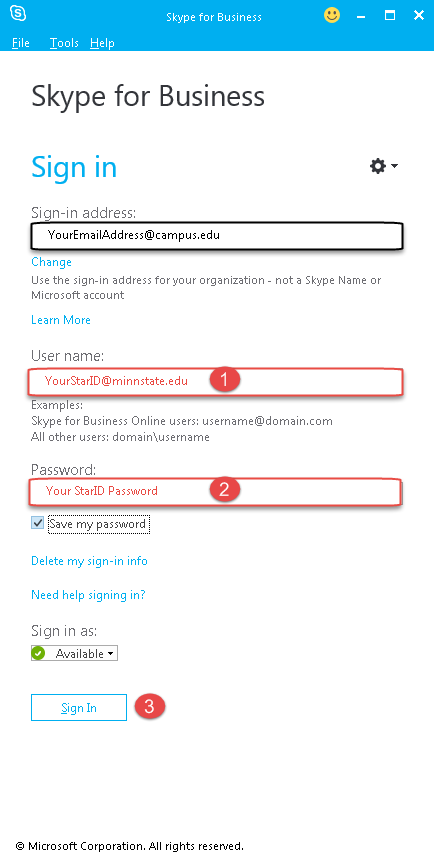 Skype for Business
File Tools Help
Skype for Business
Sign in
Sign-in address:
YourEmailAddress@campus.edu
Change
Use the sign-in address for your organization - not a Skype Name or
Microsoft account
Learn More
User name:
YourStarID@minnstate.edu 1
Examples:
Skype for Business Online users: username@domain.com
All other users: domain\username
Password:
Your StarID Password 2
Save my password
Delete my sign-in info
Need help signing in?
Sign in as:
Available
Sign In 3
© Microsoft Corporation. All rights reserved.